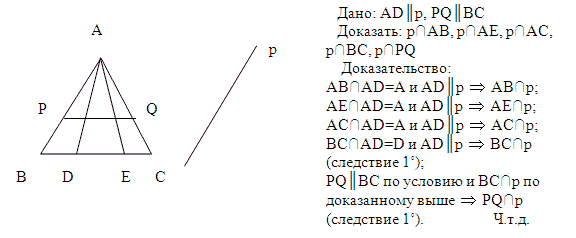 A
p
P
Q
B
D
E
C
Дано: AD║p, PQ║BC
Доказать: p∩AB, p∩AE, p∩AC,
p∩BC, p∩PQ
Доказательство:
AB∩AD=A и AD║p ⇒ AB∩p;
AE∩AD=A и AD║p ⇒ AE∩p;
AC∩AD=A и AD║p ⇒ AC∩p;
BC∩AD=D и AD║p ⇒ BC∩p
(следствие 1˚);
PQ║BC по условию и BC∩p по
доказанному выше ⇒ PQ∩p
(следствие 1˚). Ч.т.д.